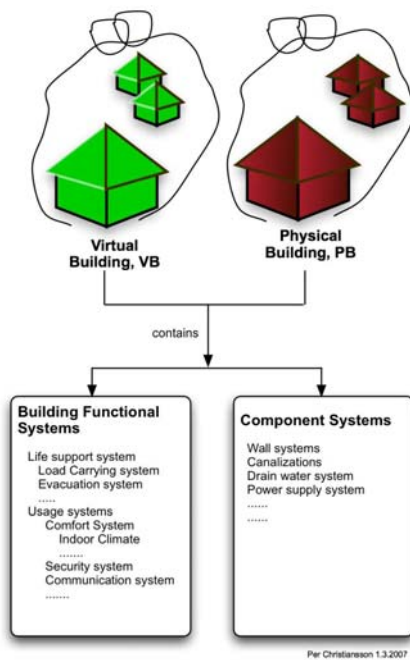 Virtual
Building, VB
Physical
Building, PB
contains
Building Functional
Systems
Life support system
Load Carrying system
Evacuation system
.....
Usage systems
Comfort System
Indoor Climate
.......
Security system
Communication system
.......
Component Systems
Wall systems
Canalizations
Drain water system
Power supply system
......
......
Per Christiansson 1.3.2007